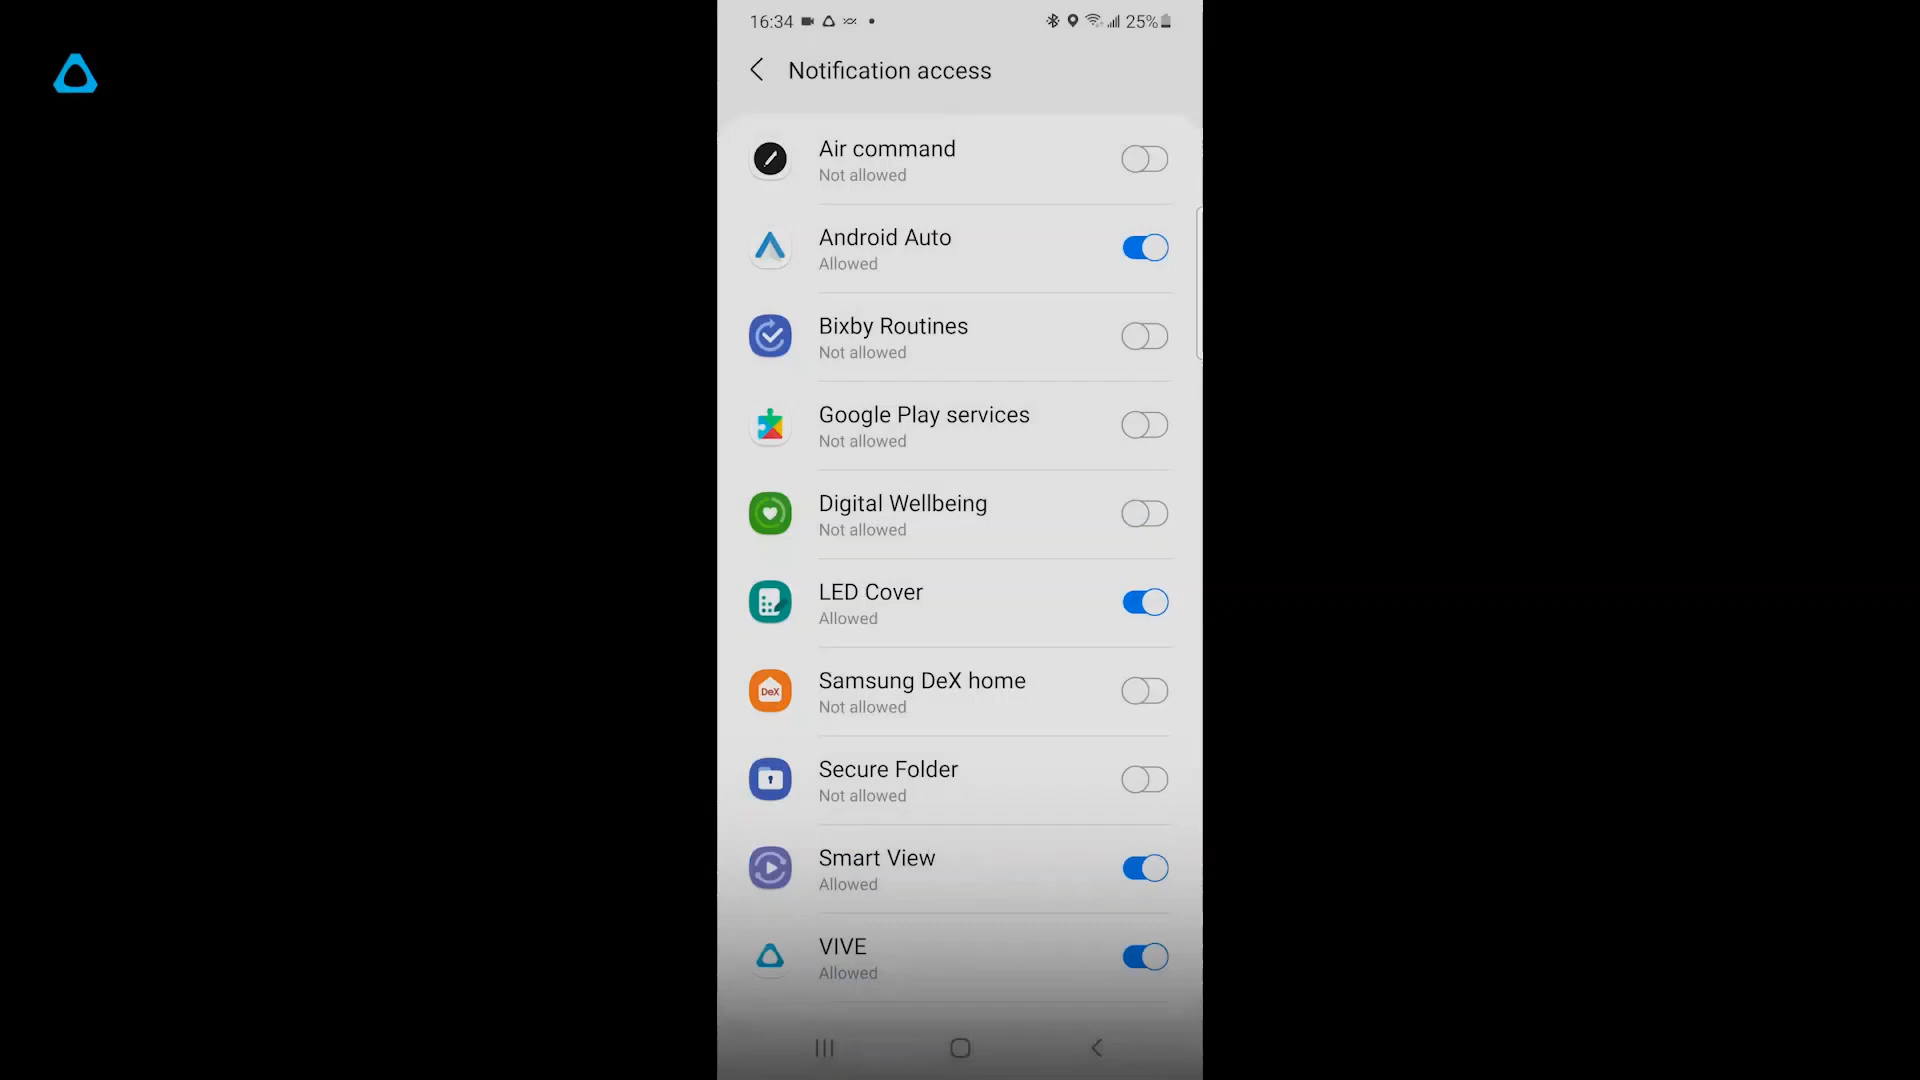 16:34
25%
Notification access
Air command
Not allowed
Android Auto
Allowed
Bixby Routines
Not allowed
Google Play services
Not allowed
Digital Wellbeing
Not allowed
LED Cover
Allowed
Samsung DeX home
Not allowed
DeX
Secure Folder
Not allowed
Smart View
Allowed
VIVE
Allowed